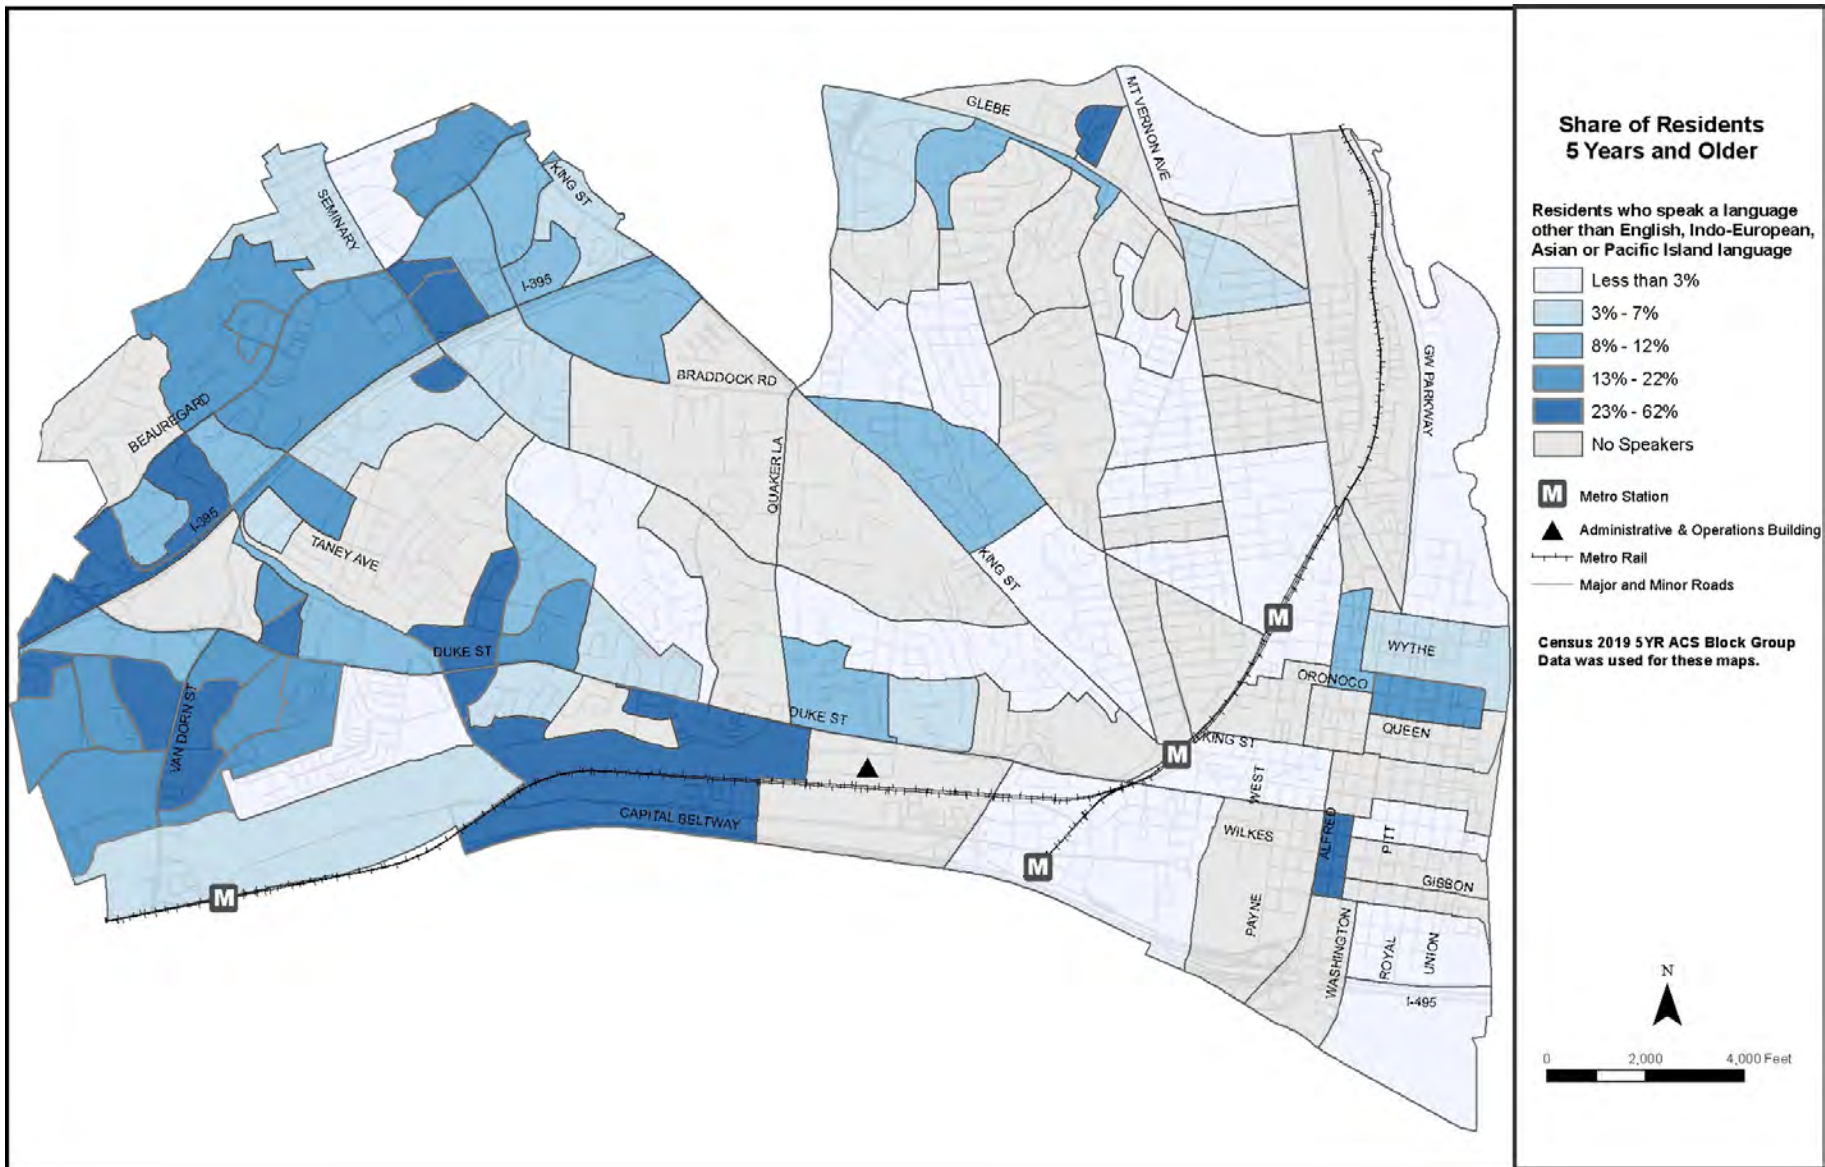 GLEBE
MT VERNON AVE
KING ST
SEMINARY
I-395
BRADDOCK RD
GW PARKWAY
BEAUREGARD
QUAKER LA
I-395
TANEY AVE
KING ST
WYTHE
DUKE ST
ORONOCO
VAN DORN ST
DUKE ST
QUEEN
KING ST
WEST
CAPITAL BELTWAY
WILKES
ALFRED
PITT
GIBBON
PAYNE
WASHINGTON
ROYAL
UNION
I-495
M
M
M
M
Share of Residents
5 Years and Older
Residents who speak a language
other than English, Indo-European,
Asian or Pacific Island language
Less than 3%
3% - 7%
8% - 12%
13% - 22%
23% - 62%
No Speakers
M Metro Station
Administrative & Operations Building
Metro Rail
Major and Minor Roads
Census 2019 5YR ACS Block Group
Data was used for these maps.
N
0 2,000 4,000 Feet